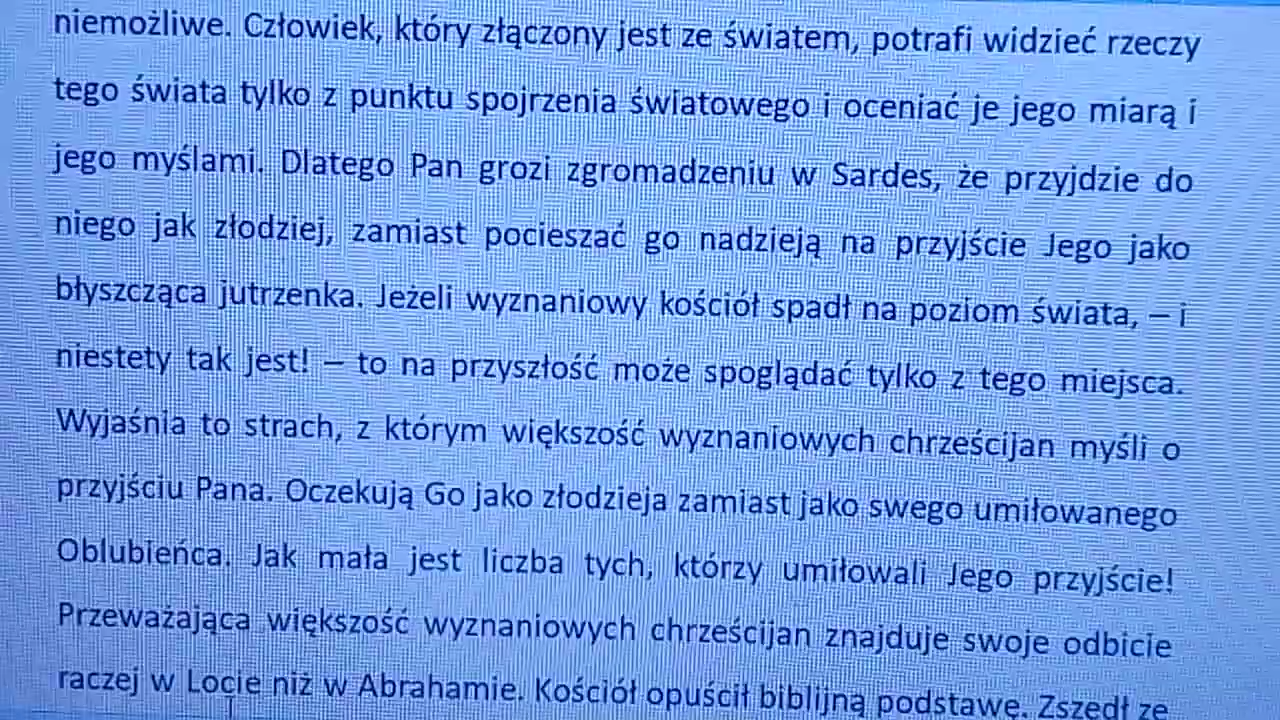 niemożliwe. Człowiek, który złączony jest ze światem, potrafi widzieć rzeczy
tego świata tylko z punktu spojrzenia światowego i oceniać je jego miarą i
jego myślami. Dlatego Pan grozi zgromadzeniu w Sardes, że przyjdzie do
niego jak złodziej, zamiast pocieszać go nadzieją na przyjście Jego jako
błyszcząca jutrzenka. Jeżeli wyznaniowy kościół spadł na poziom świata, – i
niestety tak jest! – to na przyszłość może spoglądać tylko z tego miejsca.
Wyjaśnia to strach, z którym większość wyznaniowych chrześcijan myśli o
przyjściu Pana. Oczekują Go jako złodzieja zamiast jako swego umiłowanego
Oblubieńca. Jak mała jest liczba tych, którzy umiłowali Jego przyjście!
Przeważająca większość wyznaniowych chrześcijan znajduje swoje odbicie
raczej w Locie niż w Abrahamie. Kościół opuścił biblijną podstawę. Zszedł ze